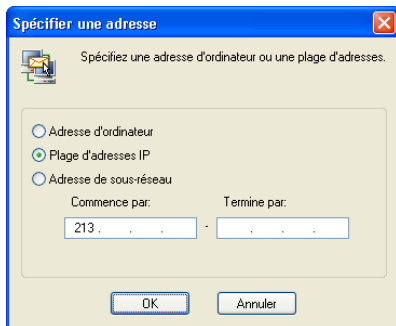 Spécifier une adresse
Spécifiez une adresse d'ordinateur ou une plage d'adresses.
Adresse d'ordinateur
Plage d'adresses IP
Adresse de sous-réseau
Commence par: Termine par:
213 . . . - . . .
OK Annuler